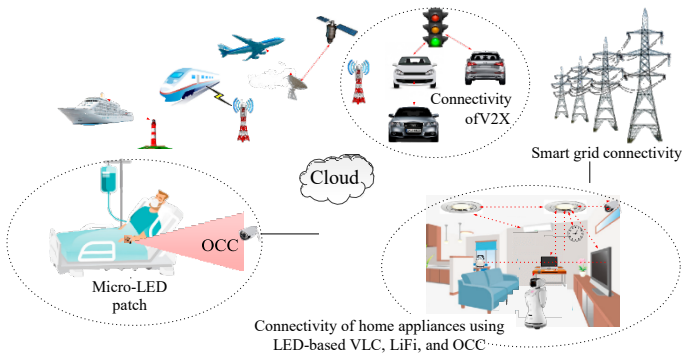 Connectivity
ofV2X
Smart grid connectivity
Cloud
OCC
Micro-LED
patch
Connectivity of home appliances using
LED-based VLC, LiFi, and OCC